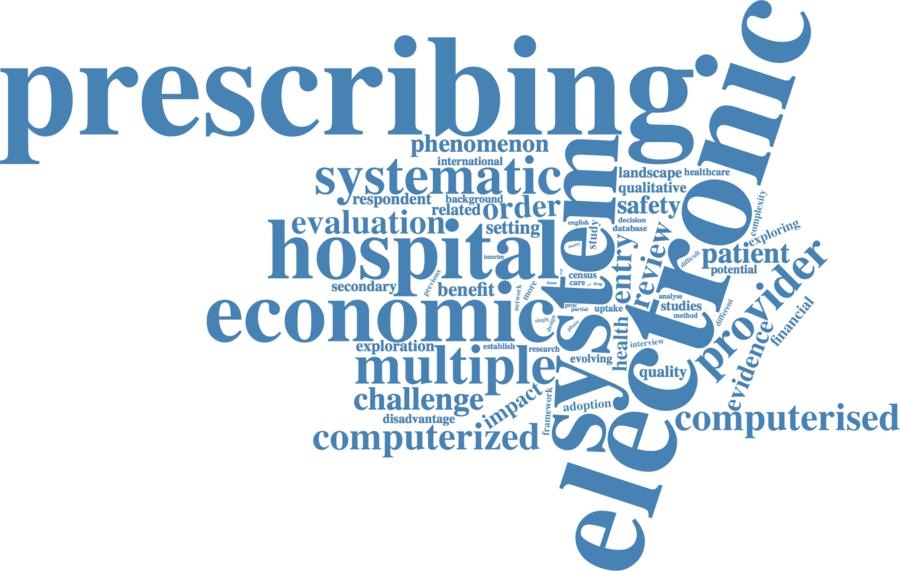 prescribing
electronic
system
phenomenon
international
systematic
landscape
healthcare
qualitative
respondent
background
related
order
safety
evaluation
setting
english
study
decision
database
complexity
exploring
hospital
entry
review
difficult
patient
potential
interim
census
care
drug
provider
secondary
previous
benefit
network
more
analyse
studies
method
different
financial
economic
proc
partial
uptake
single
design
phase
health
interview
exploration
establish
research
evolving
multiple
quality
evidence
challenge
impact
framework
adoption
disadvantage
computerized
computerised